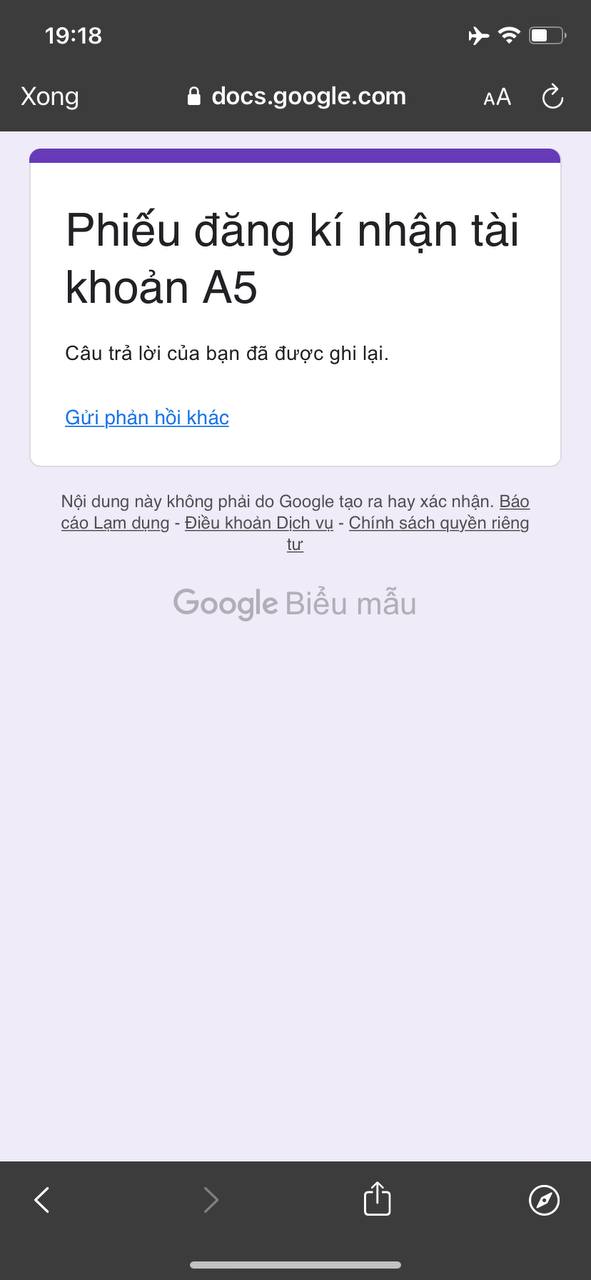 19:18
Xong
docs.google.com
AA
Phiếu đăng kí nhận tài
khoản A5
Câu trả lời của bạn đã được ghi lại.
Gửi phản hồi khác
Nội dung này không phải do Google tạo ra hay xác nhận. Báo
cáo Lạm dụng - Điều khoản Dịch vụ - Chính sách quyền riêng
tư
Google Biểu mẫu